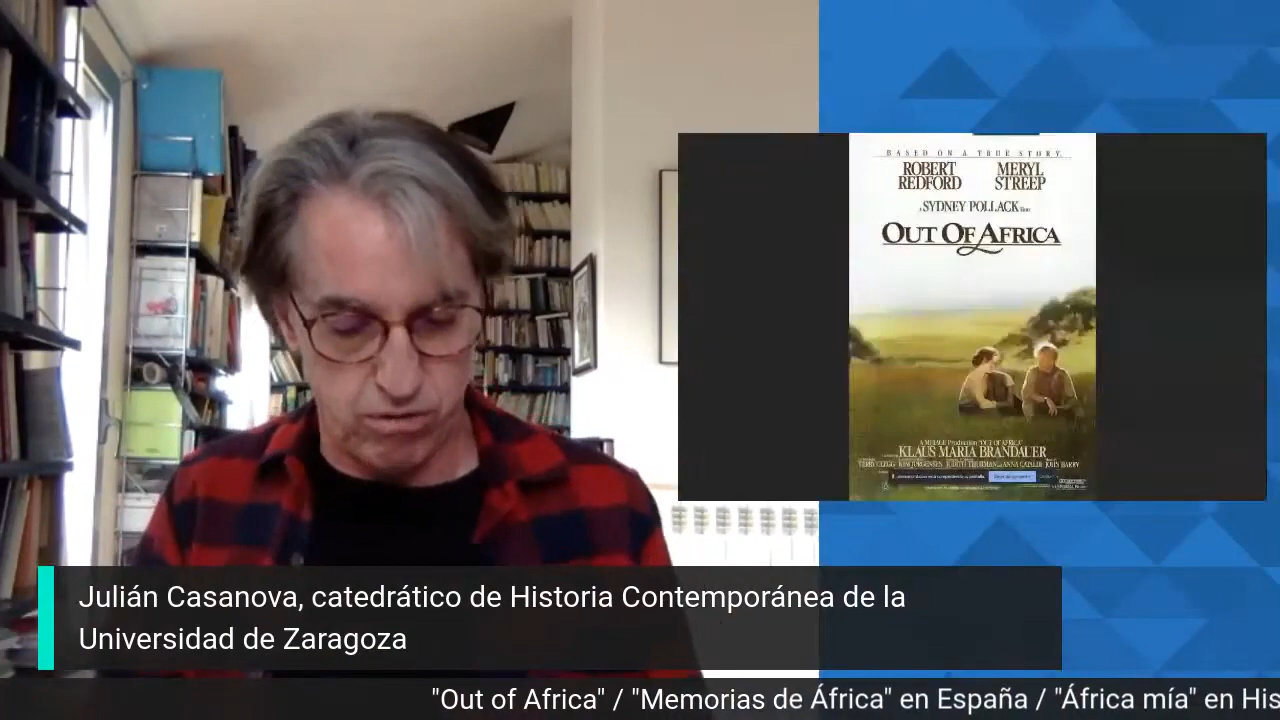 BASED ON A TRUE STORY.
ROBERT REDFORD
MERYL STREEP
A SYDNEY POLLACK Film
OUT OF AFRICA
KLAUS MARIA BRANDAUER
Julián Casanova, catedrático de Historia Contemporánea de la
Universidad de Zaragoza
"Out of Africa" / "Memorias de África" en España / "África mía" en His